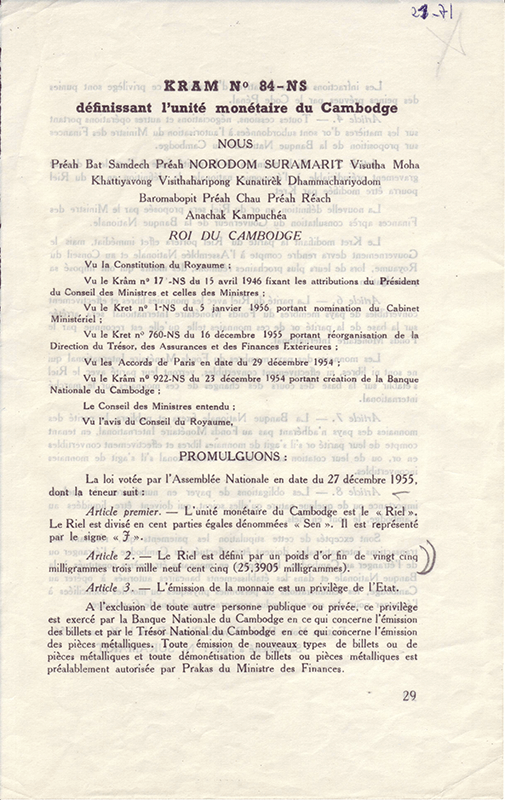 KRAM Nº 84-NS
définissant l'unité monétaire du Cambodge
NOUS
Préah Bat Samdech Préah NORODOM SURAMARIT Visutha Moha
Khattiyavong Visithaharipong Kunatirèk Dhammachariyodom
Baromabopit Préah Chau Préah Réach
Anachak Kampuchéa
ROI DU CAMBODGE
Vu la Constitution du Royaume ;
Vu le Krâm nº 17 -NS du 15 avril 1946 fixant les attributions du Président
du Conseil des Ministres et celles des Ministres ;
Vu le Kret nº 1-NS du 5 janvier 1956 portant nomination du Cabinet
Ministériel ;
Vu le Kret nº 760-NS du 16 décembre 1955 portant réorganisation de la
Direction du Trésor, des Assurances et des Finances Extérieures ;
Vu les Accords de Paris en date du 29 décembre 1954 ;
Vu le Krâm nº 922-NS du 23 décembre 1954 portant création de la Banque
Nationale du Cambodge ;
Le Conseil des Ministres entendu ;
Vu l'avis du Conseil du Royaume,
PROMULGUONS :
La loi votée par l'Assemblée Nationale en date du 27 décembre 1955,
dont la teneur suit :
Article premier. — L'unité monétaire du Cambodge est le « Riel ».
Le Riel est divisé en cent parties égales dénommées « Sen ». Il est représenté
par le signe « ».
Article 2. — Le Riel est défini par un poids d'or fin de vingt cinq
milligrammes trois mille neuf cent cinq (25,3905 milligrammes).
Article 3. — L'émission de la monnaie est un privilège de l'Etat.
A l'exclusion de toute autre personne publique ou privée, ce privilège
est exercé par la Banque Nationale du Cambodge en ce qui concerne l'émission
des billets et par le Trésor National du Cambodge en ce qui concerne l'émission
des pièces métalliques. Toute émission de nouveaux types de billets ou de
pièces métalliques et toute démonétisation de billets ou pièces métalliques est
préalablement autorisée par Prakas du Ministre des Finances.
29